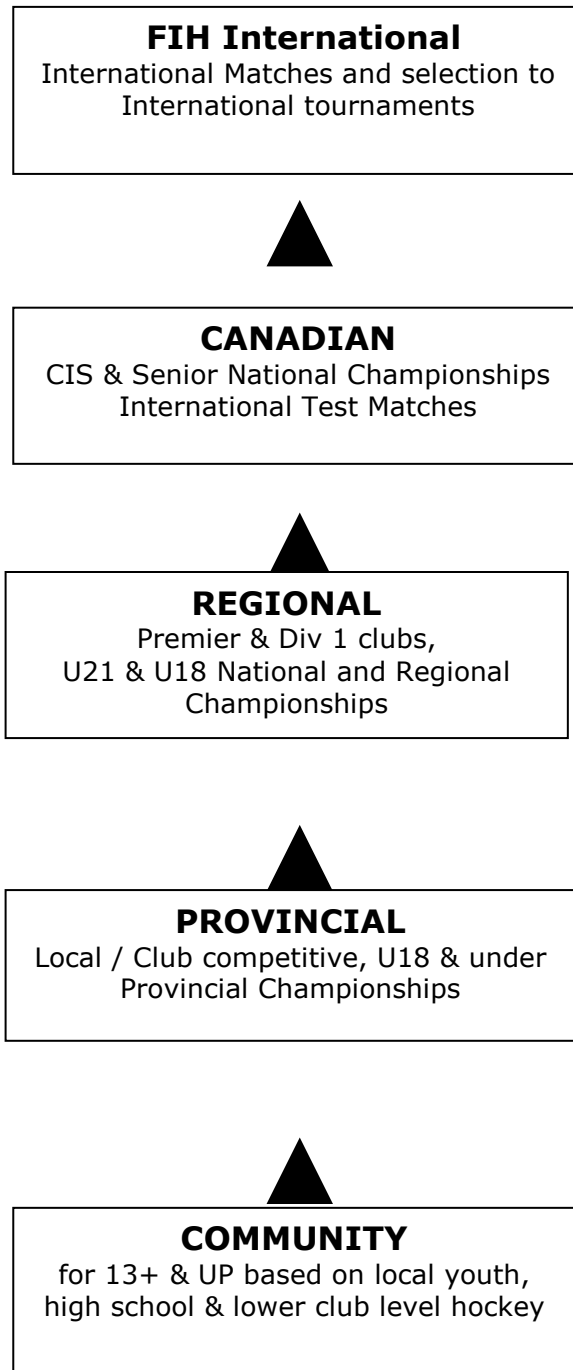 FIH International
International Matches and selection to
International tournaments
CANADIAN
CIS & Senior National Championships
International Test Matches
REGIONAL
Premier & Div 1 clubs,
U21 & U18 National and Regional
Championships
PROVINCIAL
Local / Club competitive, U18 & under
Provincial Championships
COMMUNITY
for 13+ & UP based on local youth,
high school & lower club level hockey